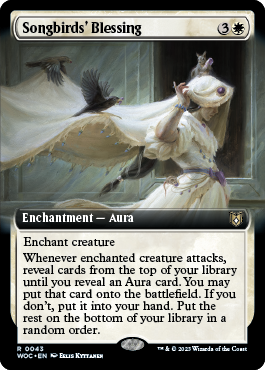 Songbirds' Blessing 3
Enchantment — Aura
Enchant creature
Whenever enchanted creature attacks,
reveal cards from the top of your library
until you reveal an Aura card. You may
put that card onto the battlefield. If you
don't, put it into your hand. Put the
rest on the bottom of your library in a
random order.
R 0043
WOC • EN Eelis Kyttanen
™ & © 2023 Wizards of the Coast